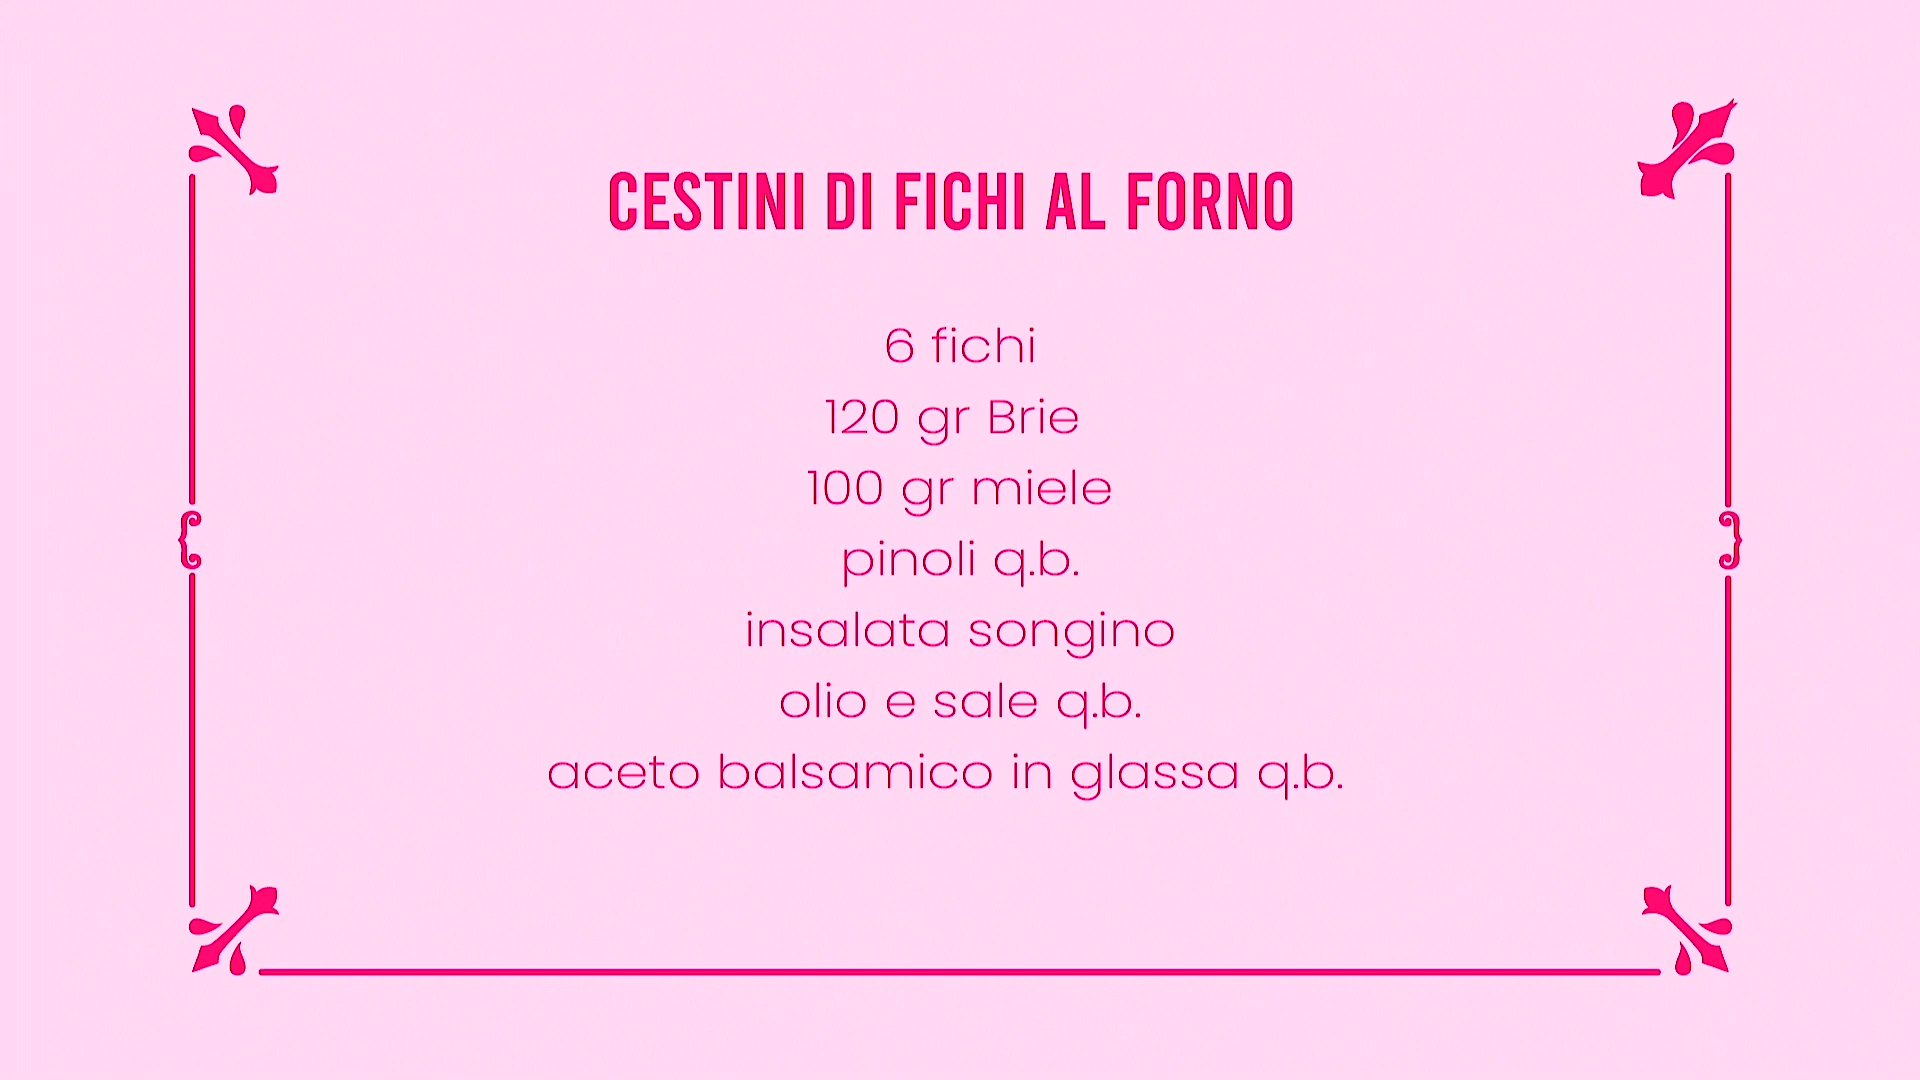 CESTINI DI FICHI AL FORNO
6 fichi
120 gr Brie
100 gr miele
pinoli q.b.
insalata songino
olio e sale q.b.
aceto balsamico in glassa q.b.